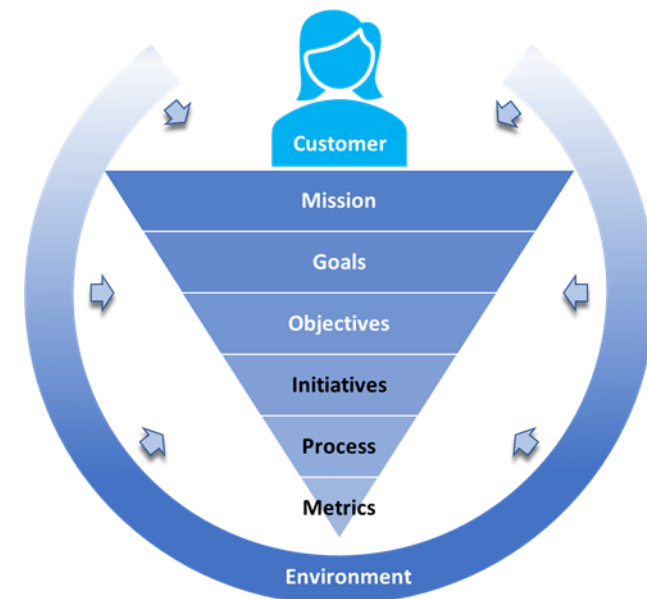 Customer
Mission
Goals
Objectives
Initiatives
Process
Metrics
Environment